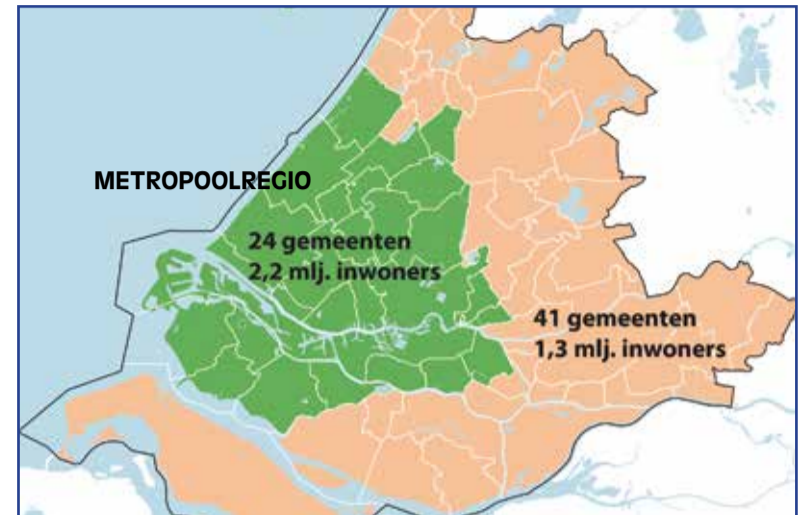 METROPOOLREGIO
24 gemeenten
2,2 mlj. inwoners
41 gemeenten
1,3 mlj. inwoners